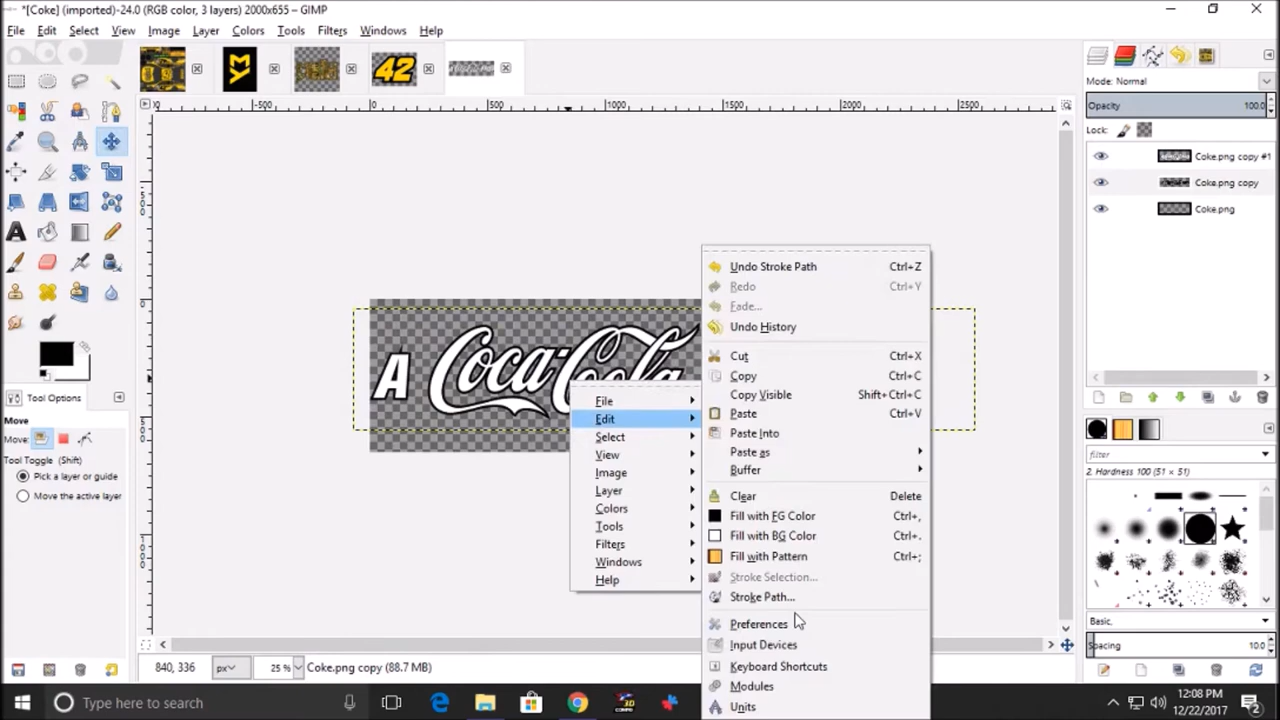 *[Coke] (imported)-24.0 (RGB color, 3 layers) 2000x655 – GIMP
File Edit Select View Image Layer Colors Tools Filters Windows Help
42
Mode: Normal
Opacity 100.0
Lock:
-500 0 500 1000 1500 2000 2500
Coke.png copy #1
Coke.png copy
Coke.png
A Coca-Cola
File
Edit
Select
View
Image
Layer
Colors
Tools
Filters
Windows
Help
Undo Stroke Path Ctrl+Z
Redo Ctrl+Y
Fade...
Undo History
Cut Ctrl+X
Copy Ctrl+C
Copy Visible Shift+Ctrl+C
Paste Ctrl+V
Paste Into
Paste as
Buffer
Clear Delete
Fill with FG Color Ctrl+,
Fill with BG Color Ctrl+.
Fill with Pattern Ctrl+;
Stroke Selection...
Stroke Path...
Preferences
Input Devices
Keyboard Shortcuts
Modules
Units
Tool Options
Move
Move:
Tool Toggle (Shift)
Pick a layer or guide
Move the active layer
filter
2. Hardness 100 (51 × 51)
Basic,
Spacing 10.0
840, 336 px 25 % Coke.png copy (88.7 MB)
Type here to search
12:08 PM
12/22/2017